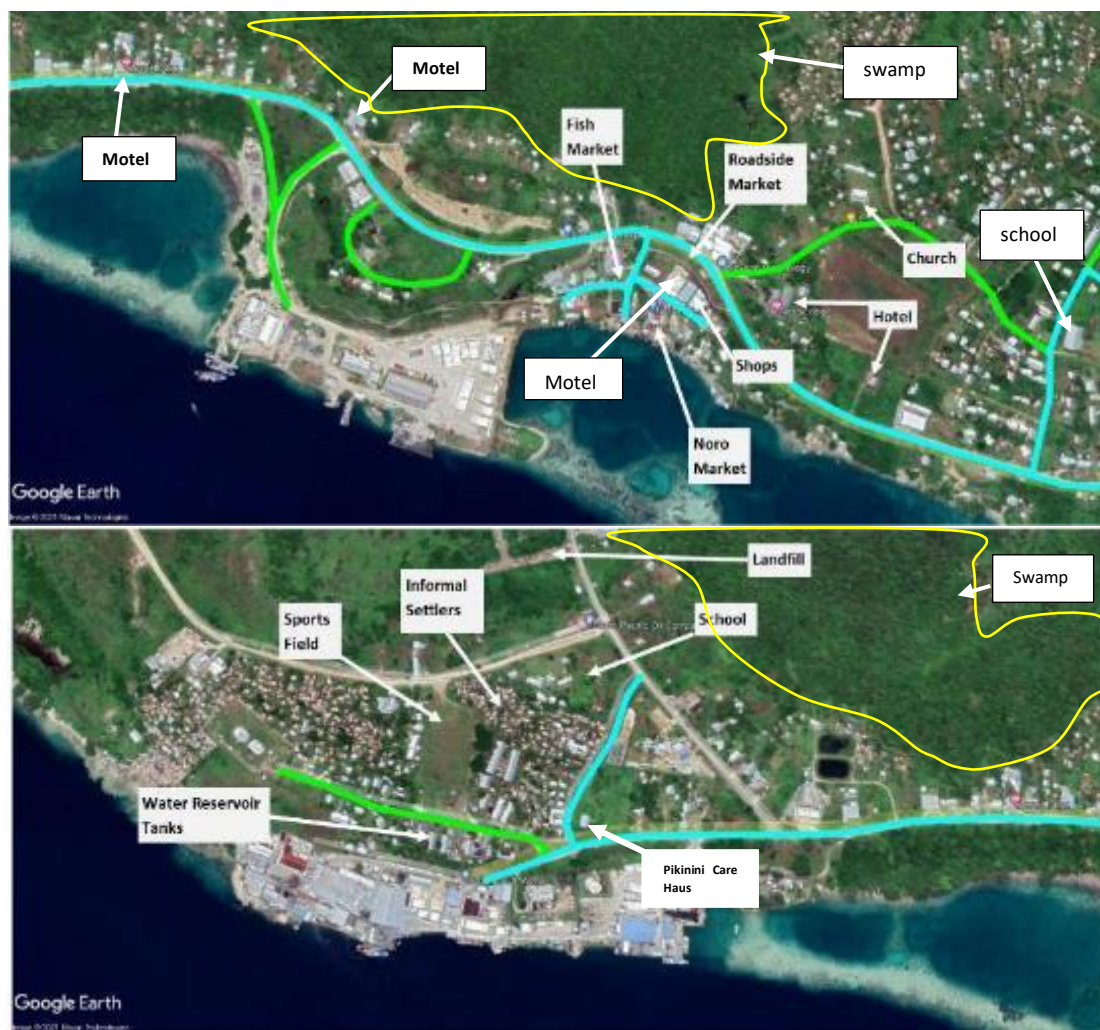 Motel
swamp
Motel
Fish
Market
Roadside
Market
school
Church
Hotel
Motel
Shops
Noro
Market
Google Earth
Landfill
Informal
Settlers
Swamp
Sports
Field
School
Water Reservoir
Tanks
Pikinini Care
Haus
Google Earth